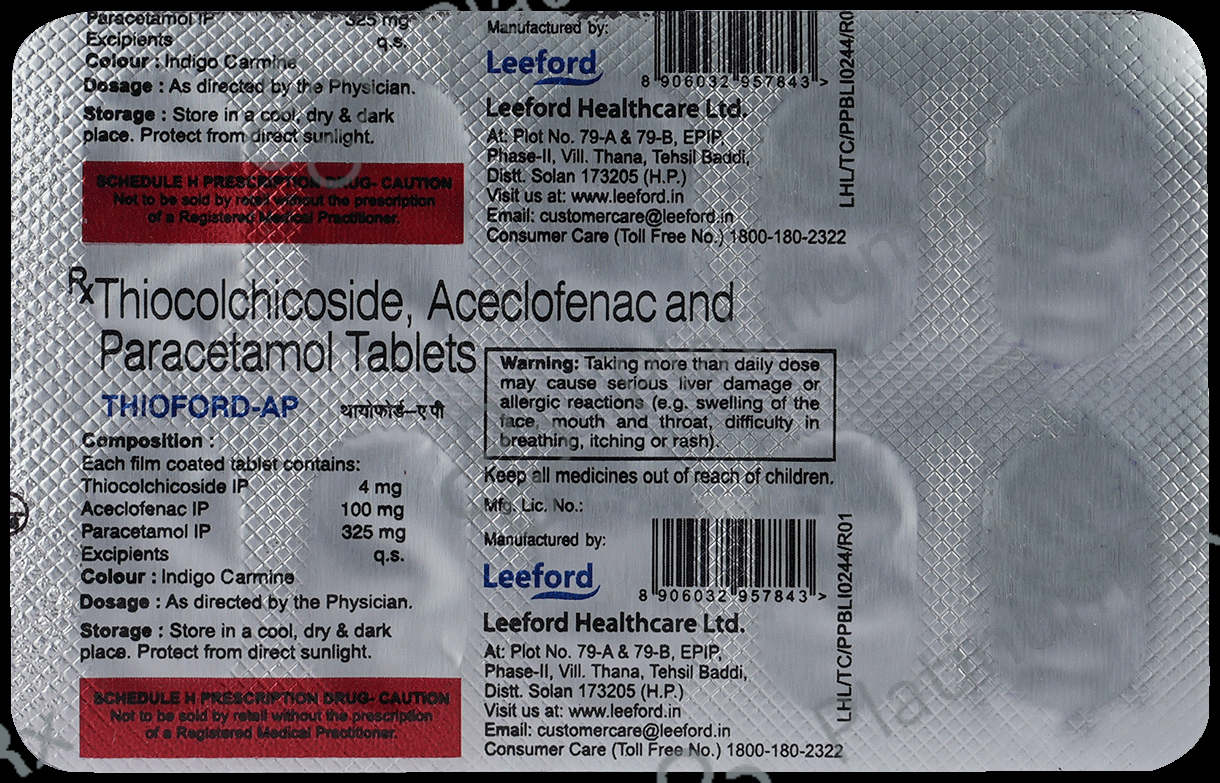 Paracetamol IP 325 mg
Excipients q.s.
Colour : Indigo Carmine
Dosage : As directed by the Physician.
Storage : Store in a cool, dry & dark
place. Protect from direct sunlight.
SCHEDULE H PRESCRIPTION DRUG- CAUTION
Not to be sold by retail without the prescription
of a Registered Medical Practitioner.
Manufactured by:
Leeford
8 906032 957843 >
Leeford Healthcare Ltd.
At: Plot No. 79-A & 79-B, EPIP,
Phase-II, Vill. Thana, Tehsil Baddi,
Distt. Solan 173205 (H.P.)
Visit us at: www.leeford.in
Email: customercare@leeford.in
Consumer Care (Toll Free No.) 1800-180-2322
LHL/TC/PPBLI0244/R0
Rx Thiocolchicoside, Aceclofenac and
Paracetamol Tablets
THIOFORD-AP थायोफोर्ड–ए पी
Composition :
Each film coated tablet contains:
Thiocolchicoside IP 4 mg
Aceclofenac IP 100 mg
Paracetamol IP 325 mg
Excipients q.s.
Colour : Indigo Carmine
Dosage : As directed by the Physician.
Storage : Store in a cool, dry & dark
place. Protect from direct sunlight.
SCHEDULE H PRESCRIPTION DRUG- CAUTION
Not to be sold by retail without the prescription
of a Registered Medical Practitioner.
Warning: Taking more than daily dose
may cause serious liver damage or
allergic reactions (e.g. swelling of the
face, mouth and throat, difficulty in
breathing, itching or rash).
Keep all medicines out of reach of children.
Mfg. Lic. No.:
Manufactured by:
Leeford
8 906032 957843 >
Leeford Healthcare Ltd.
At: Plot No. 79-A & 79-B, EPIP,
Phase-II, Vill. Thana, Tehsil Baddi,
Distt. Solan 173205 (H.P.)
Visit us at: www.leeford.in
Email: customercare@leeford.in
Consumer Care (Toll Free No.) 1800-180-2322
LHL/TC/PPBLI0244/R01